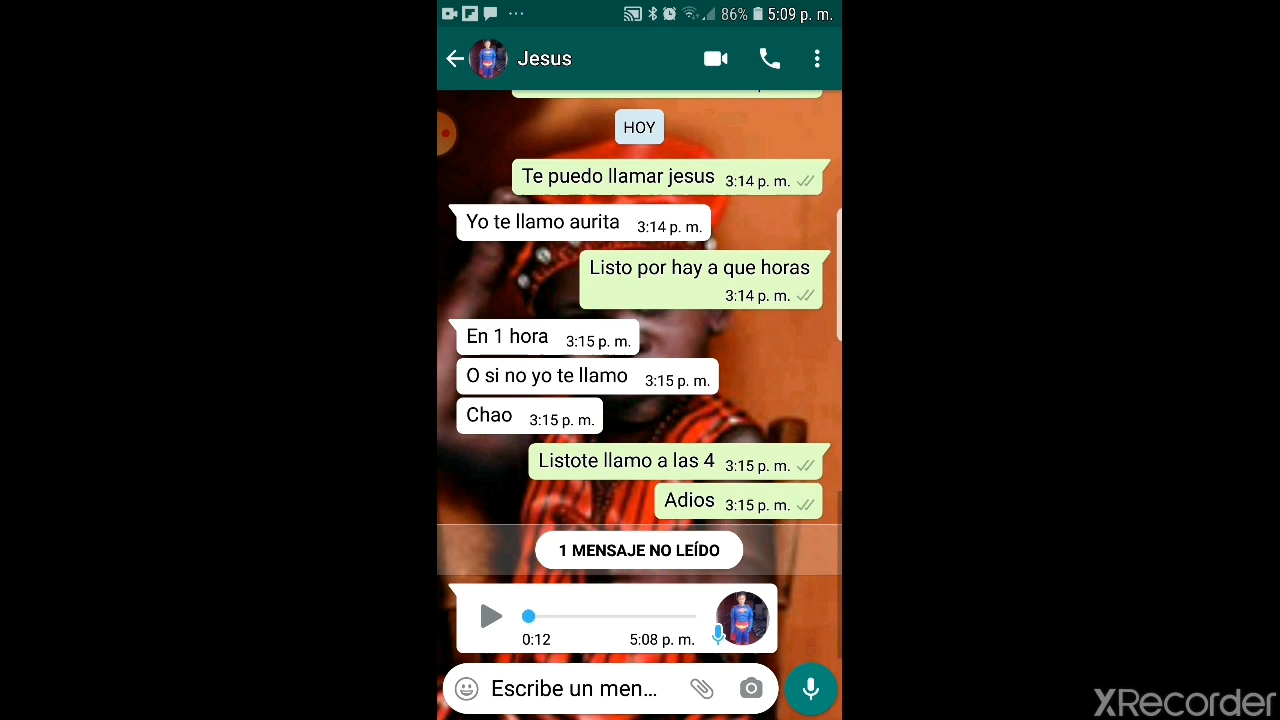 86% 5:09 p. m.
Jesus
HOY
Te puedo llamar jesus 3:14 p. m.
Yo te llamo aurita 3:14 p. m.
Listo por hay a que horas
3:14 p. m.
En 1 hora 3:15 p. m.
O si no yo te llamo 3:15 p. m.
Chao 3:15 p. m.
Listote llamo a las 4 3:15 p. m.
Adios 3:15 p. m.
1 MENSAJE NO LEÍDO
0:12 5:08 p. m.
Escribe un men...
XRecorder